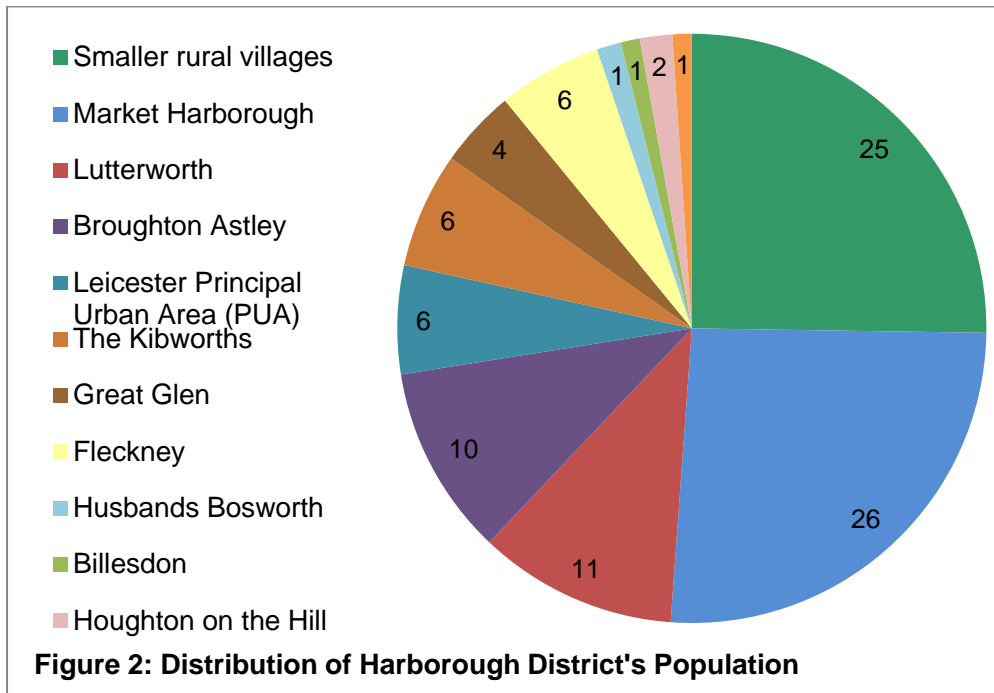 Smaller rural villages
Market Harborough
Lutterworth
Broughton Astley
Leicester Principal
Urban Area (PUA)
The Kibworths
Great Glen
Fleckney
Husbands Bosworth
Billesdon
Houghton on the Hill
25
26
11
10
6
6
4
6
1
1
2
1
Figure 2: Distribution of Harborough District's Population